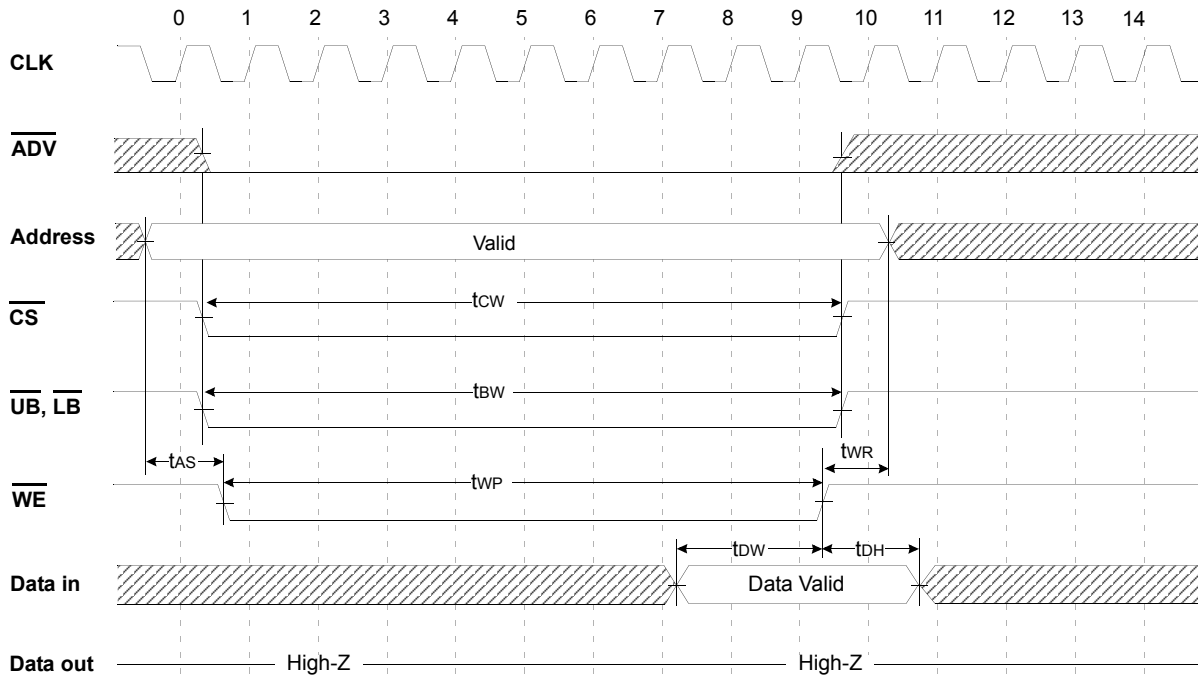 0 1 2 3 4 5 6 7 8 9 10 11 12 13 14
CLK
ADV
Address
Valid
CS
tCW
UB, LB
tBW
tAS
tWR
WE
tWP
tDW
tDH
Data in
Data Valid
Data out
High-Z
High-Z